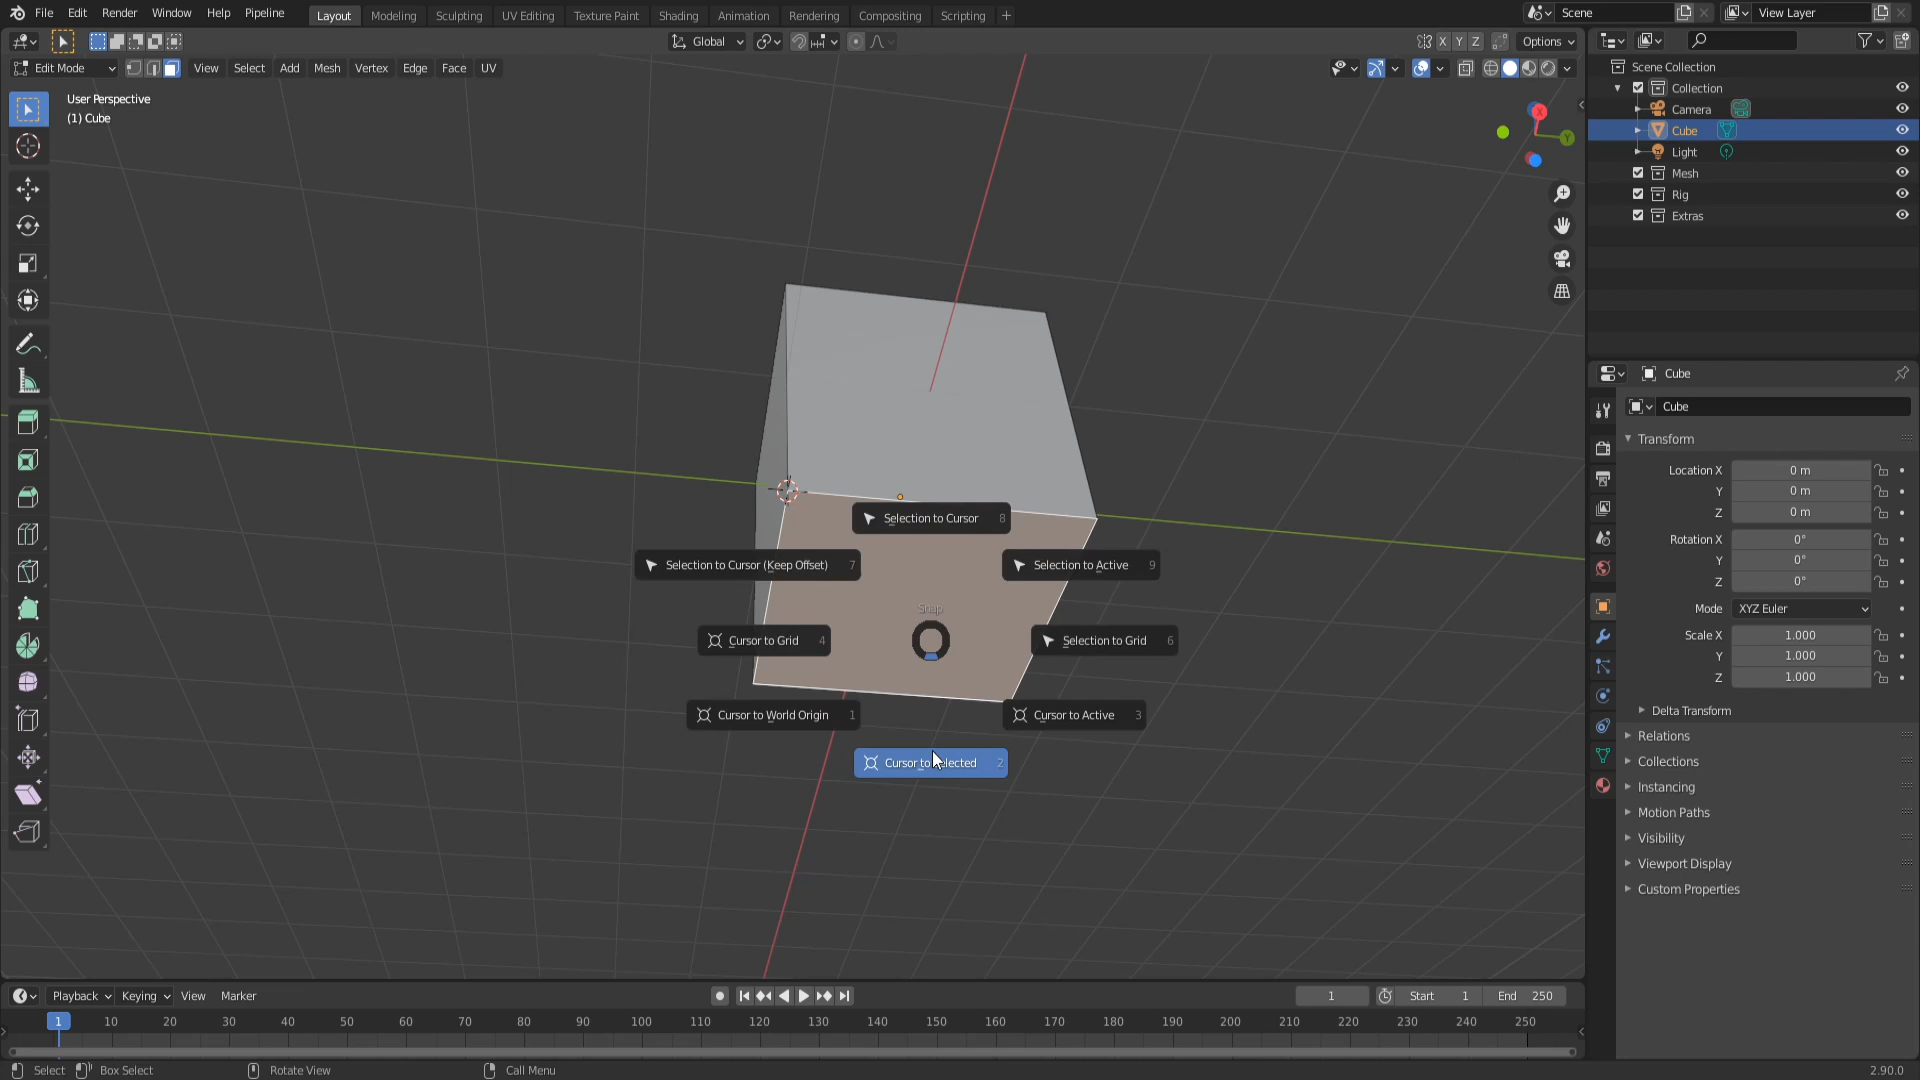 File Edit Render Window Help Pipeline
Layout Modeling Sculpting UV Editing Texture Paint Shading Animation Rendering Compositing Scripting +
Scene View Layer
Global
X Y Z Options
Edit Mode View Select Add Mesh Vertex Edge Face UV
User Perspective
(1) Cube
X
Y
Scene Collection
Collection
Camera
Cube
Light
Mesh
Rig
Extras
Selection to Cursor 8
Selection to Cursor (Keep Offset) 7
Selection to Active 9
Snap
Cursor to Grid 4
Selection to Grid 6
Cursor to World Origin 1
Cursor to Active 3
Cursor to Selected 2
Cube
Cube
Transform
Location X 0 m
Y 0 m
Z 0 m
Rotation X 0°
Y 0°
Z 0°
Mode XYZ Euler
Scale X 1.000
Y 1.000
Z 1.000
Delta Transform
Relations
Collections
Instancing
Motion Paths
Visibility
Viewport Display
Custom Properties
Playback Keying View Marker
1 Start 1 End 250
1 10 20 30 40 50 60 70 80 90 100 110 120 130 140 150 160 170 180 190 200 210 220 230 240 250
Select Box Select Rotate View Call Menu 2.90.0